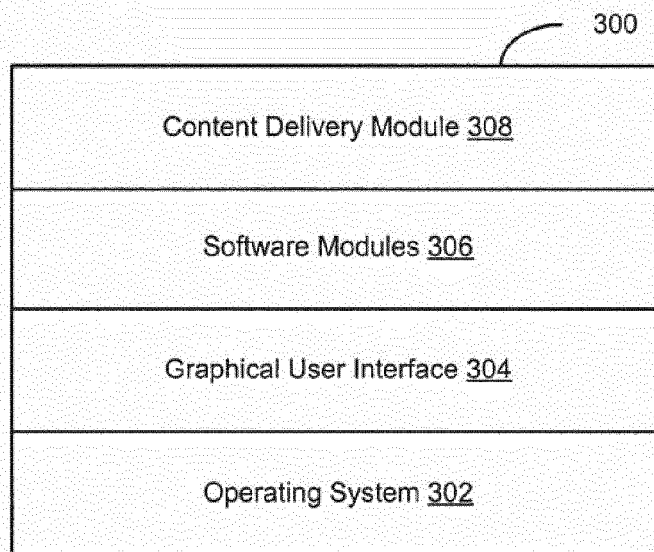 300
Content Delivery Module 308
Software Modules 306
Graphical User Interface 304
Operating System 302